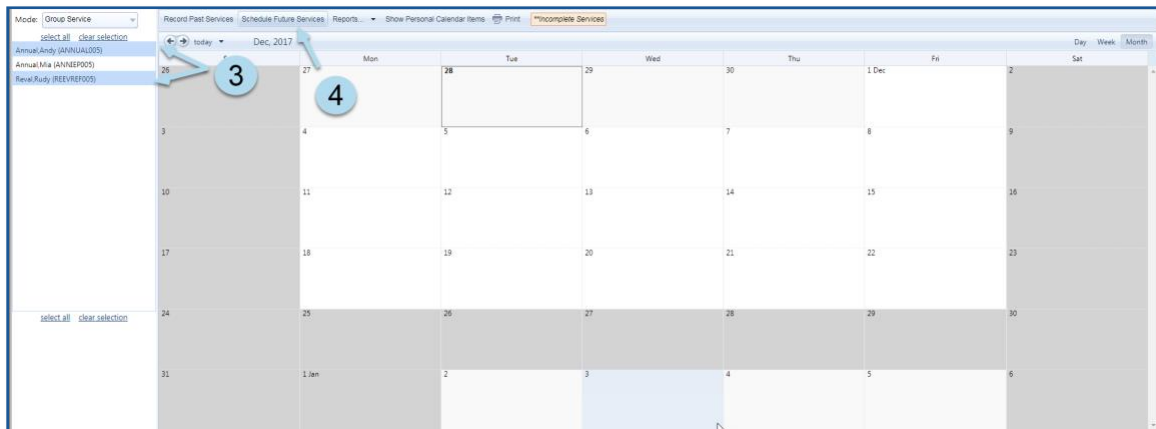 Mode: Group Service Record Past Services Schedule Future Services Reports... Show Personal Calendar Items Print **Incomplete Services
select all clear selection
today Dec, 2017 Day Week Month
Annual,Andy (ANNUAL005)
Annual,Mia (ANNIEP005)
Reval,Rudy (REEVREF005)
3
4
Mon Tue Wed Thu Fri Sat
26 27 28 29 30 1 Dec 2
3 4 5 6 7 8 9
10 11 12 13 14 15 16
17 18 19 20 21 22 23
select all clear selection
24 25 26 27 28 29 30
31 1 Jan 2 3 4 5 6